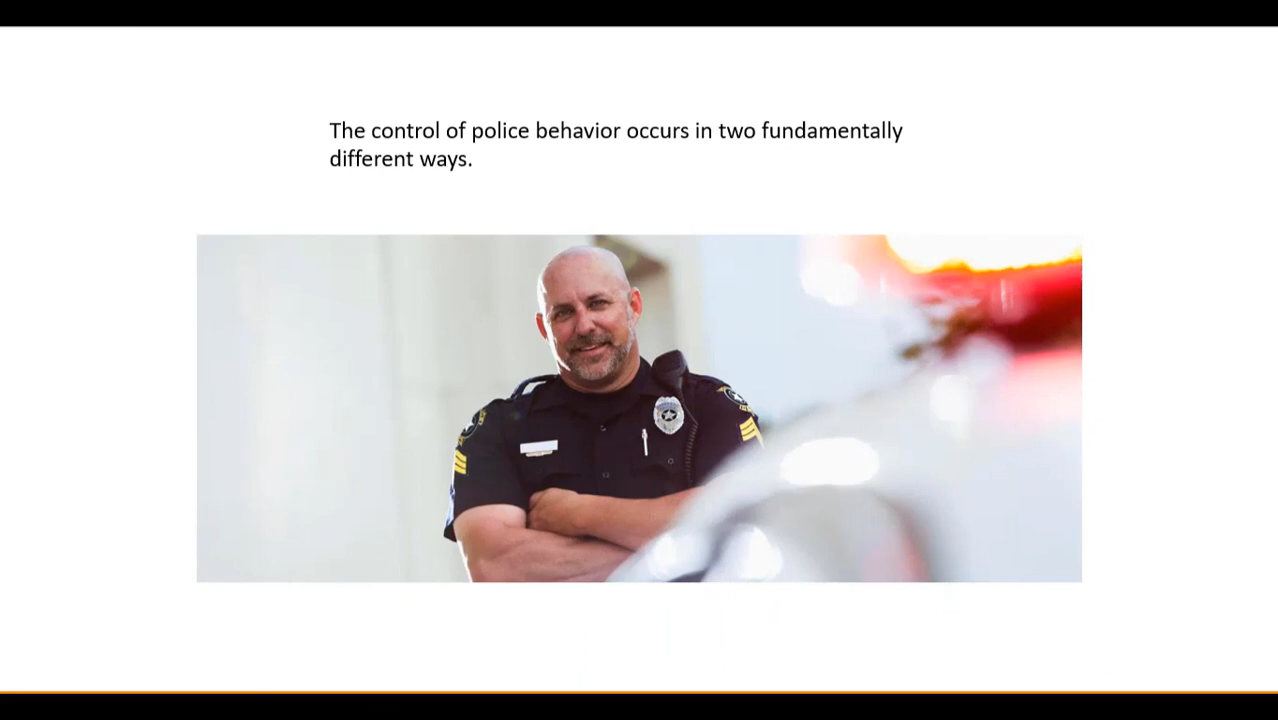 The control of police behavior occurs in two fundamentally
different ways.